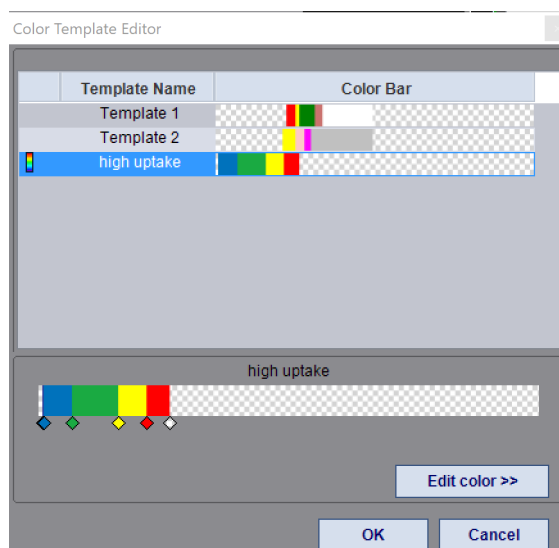 Color Template Editor
Template Name Color Bar
Template 1
Template 2
high uptake
high uptake
Edit color >>
OK Cancel